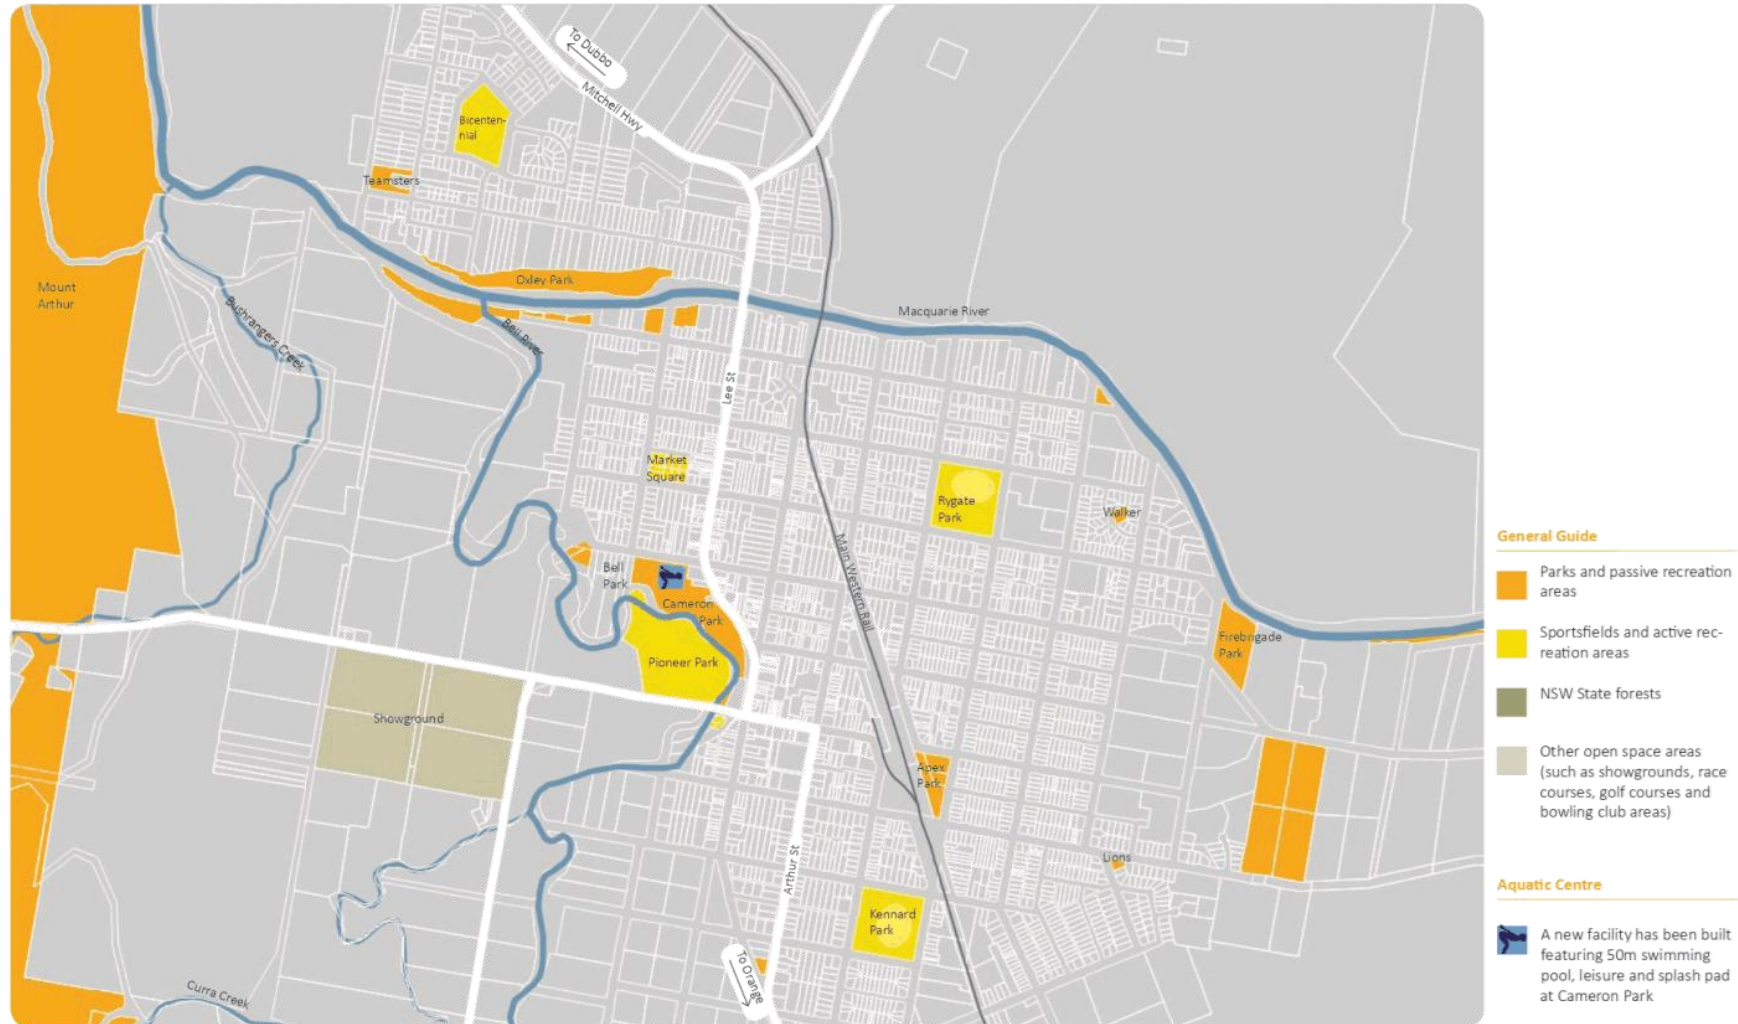 To Dubbo
Mitchell Hwy
Bicenten-
nial
Teamsters
Oxley Park
Mount
Arthur
Bushrangers Creek
Bell River
Macquarie River
Lee St
Market
Square
Rygate
Park
Walker
Main Western Rail
Bell
Park
Cameron
Park
Pioneer Park
Firebrigade
Park
Showground
Apex
Park
Arthur St
Lions
Kennard
Park
To Orange
Curra Creek
General Guide
Parks and passive recreation
areas
Sportsfields and active rec-
reation areas
NSW State forests
Other open space areas
(such as showgrounds, race
courses, golf courses and
bowling club areas)
Aquatic Centre
A new facility has been built
featuring 50m swimming
pool, leisure and splash pad
at Cameron Park